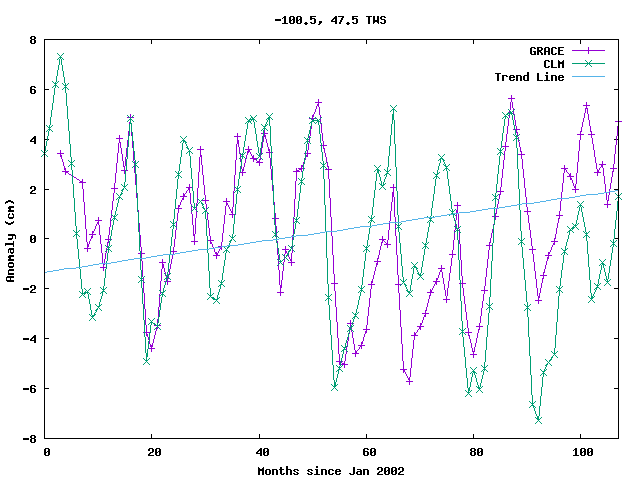 -100.5, 47.5 TWS
GRACE
CLM
Trend Line
Anomaly (cm)
8
6
4
2
0
-2
-4
-6
-8
0 20 40 60 80 100
Months since Jan 2002